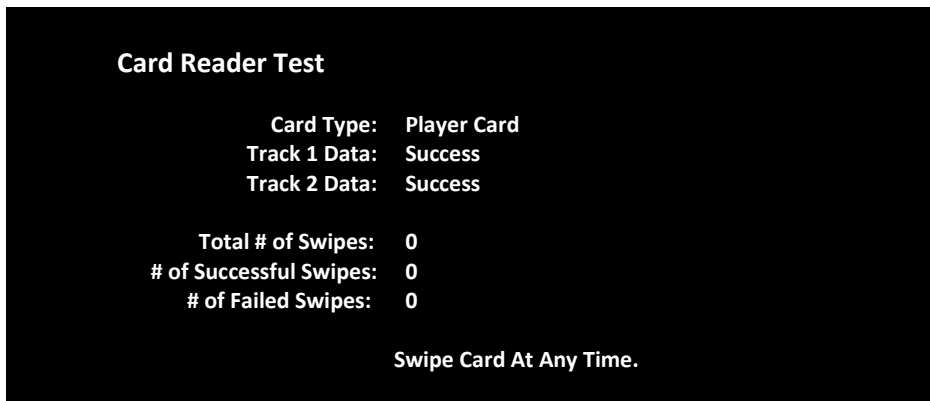 Card Reader Test
Card Type: Player Card
Track 1 Data: Success
Track 2 Data: Success
Total # of Swipes: 0
# of Successful Swipes: 0
# of Failed Swipes: 0
Swipe Card At Any Time.